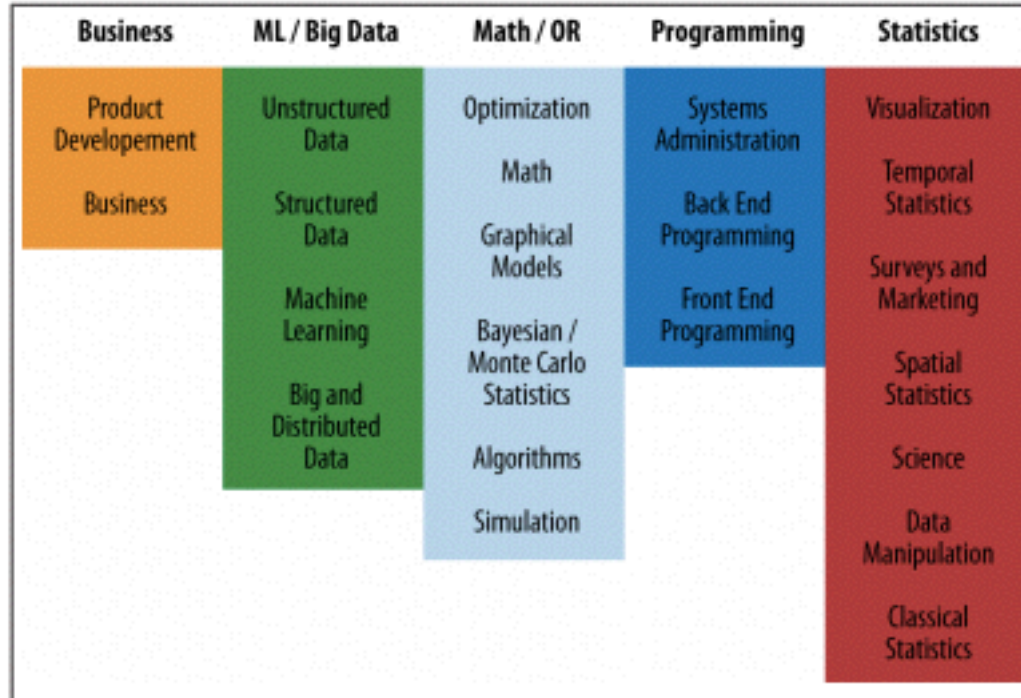 Business
ML / Big Data
Math / OR
Programming
Statistics
Product
Developement
Business
Unstructured
Data
Structured
Data
Machine
Learning
Big and
Distributed
Data
Optimization
Math
Graphical
Models
Bayesian /
Monte Carlo
Statistics
Algorithms
Simulation
Systems
Administration
Back End
Programming
Front End
Programming
Visualization
Temporal
Statistics
Surveys and
Marketing
Spatial
Statistics
Science
Data
Manipulation
Classical
Statistics